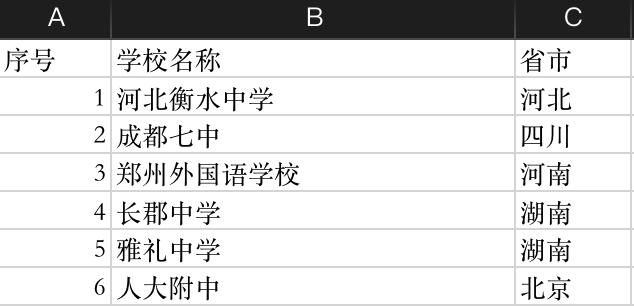 A B C
序号 学校名称 省市
1 河北衡水中学 河北
2 成都七中 四川
3 郑州外国语学校 河南
4 长郡中学 湖南
5 雅礼中学 湖南
6 人大附中 北京